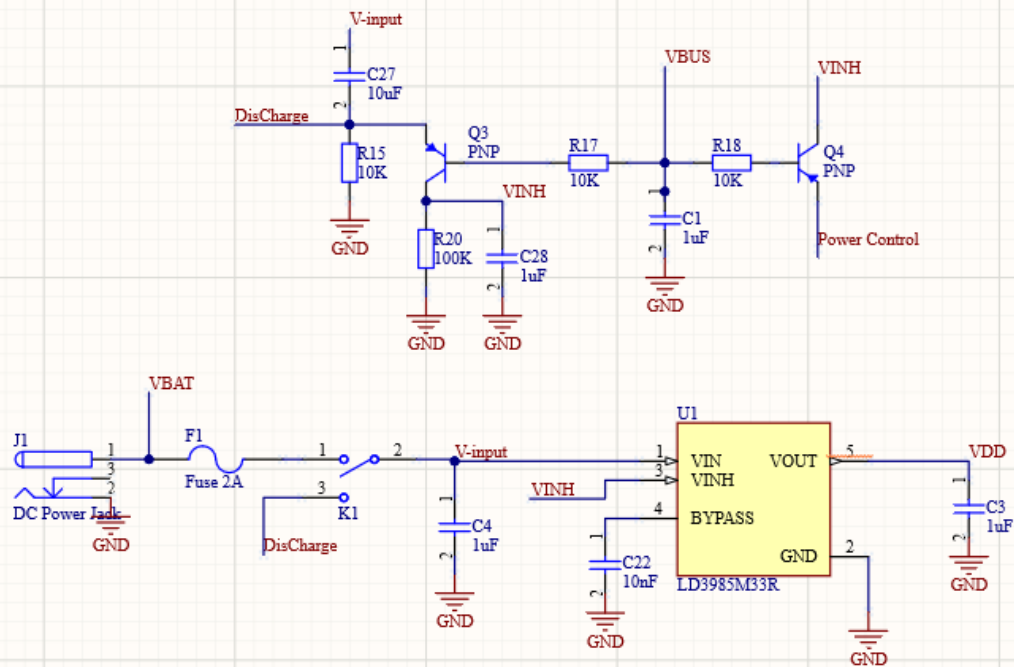 V-input
1
C27
10uF
2
DisCharge
R15
10K
GND
Q3
PNP
VINH
R20
100K
GND
1
C28
1uF
2
GND
R17
10K
VBUS
1
C1
1uF
2
GND
R18
10K
VINH
Q4
PNP
Power Control
VBAT
J1
1
3
2
DC Power Jack
GND
F1
Fuse 2A
1
2
3
K1
DisCharge
V-input
1
C4
1uF
2
GND
VINH
1
C22
10nF
2
GND
U1
1
VIN
3
VINH
4
BYPASS
VOUT
5
GND
2
LD3985M33R
GND
VDD
1
C3
1uF
2
GND